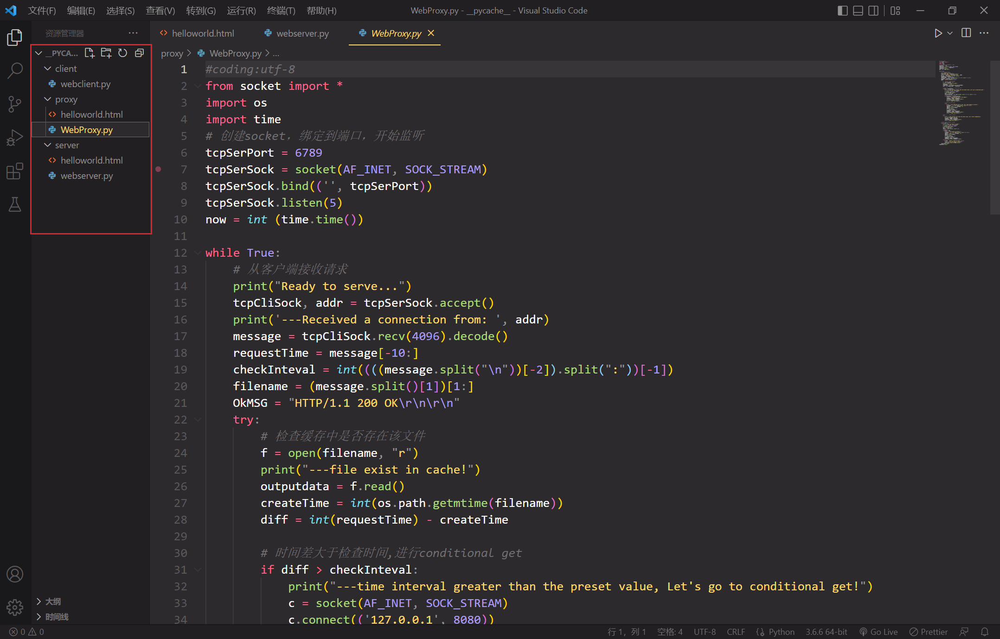 文件(F) 编辑(E) 选择(S) 查看(V) 转到(G) 运行(R) 终端(T) 帮助(H) WebProxy.py - __pycache__ - Visual Studio Code
资源管理器 ···
__PYCA...
client
webclient.py
proxy
helloworld.html
WebProxy.py
server
helloworld.html
webserver.py
大纲
时间线
helloworld.html webserver.py WebProxy.py
proxy > WebProxy.py > ...
1 #coding:utf-8
2 from socket import *
3 import os
4 import time
5 # 创建socket，绑定到端口，开始监听
6 tcpSerPort = 6789
7 tcpSerSock = socket(AF_INET, SOCK_STREAM)
8 tcpSerSock.bind(('', tcpSerPort))
9 tcpSerSock.listen(5)
10 now = int (time.time())
11
12 while True:
13 # 从客户端接收请求
14 print("Ready to serve...")
15 tcpCliSock, addr = tcpSerSock.accept()
16 print('---Received a connection from: ', addr)
17 message = tcpCliSock.recv(4096).decode()
18 requestTime = message[-10:]
19 checkInteval = int((((message.split("\n"))[-2]).split(":"))[-1])
20 filename = (message.split()[1])[1:]
21 OkMSG = "HTTP/1.1 200 OK\r\n\r\n"
22 try:
23 # 检查缓存中是否存在该文件
24 f = open(filename, "r")
25 print("---file exist in cache!")
26 outputdata = f.read()
27 createTime = int(os.path.getmtime(filename))
28 diff = int(requestTime) - createTime
29
30 # 时间差大于检查时间,进行conditional get
31 if diff > checkInteval:
32 print("---time interval greater than the preset value, Let's go to conditional get!")
33 c = socket(AF_INET, SOCK_STREAM)
34 c.connect(('127.0.0.1', 8080))
0 0 行 1，列 1 空格: 4 UTF-8 CRLF Python 3.6.6 64-bit Go Live Prettier